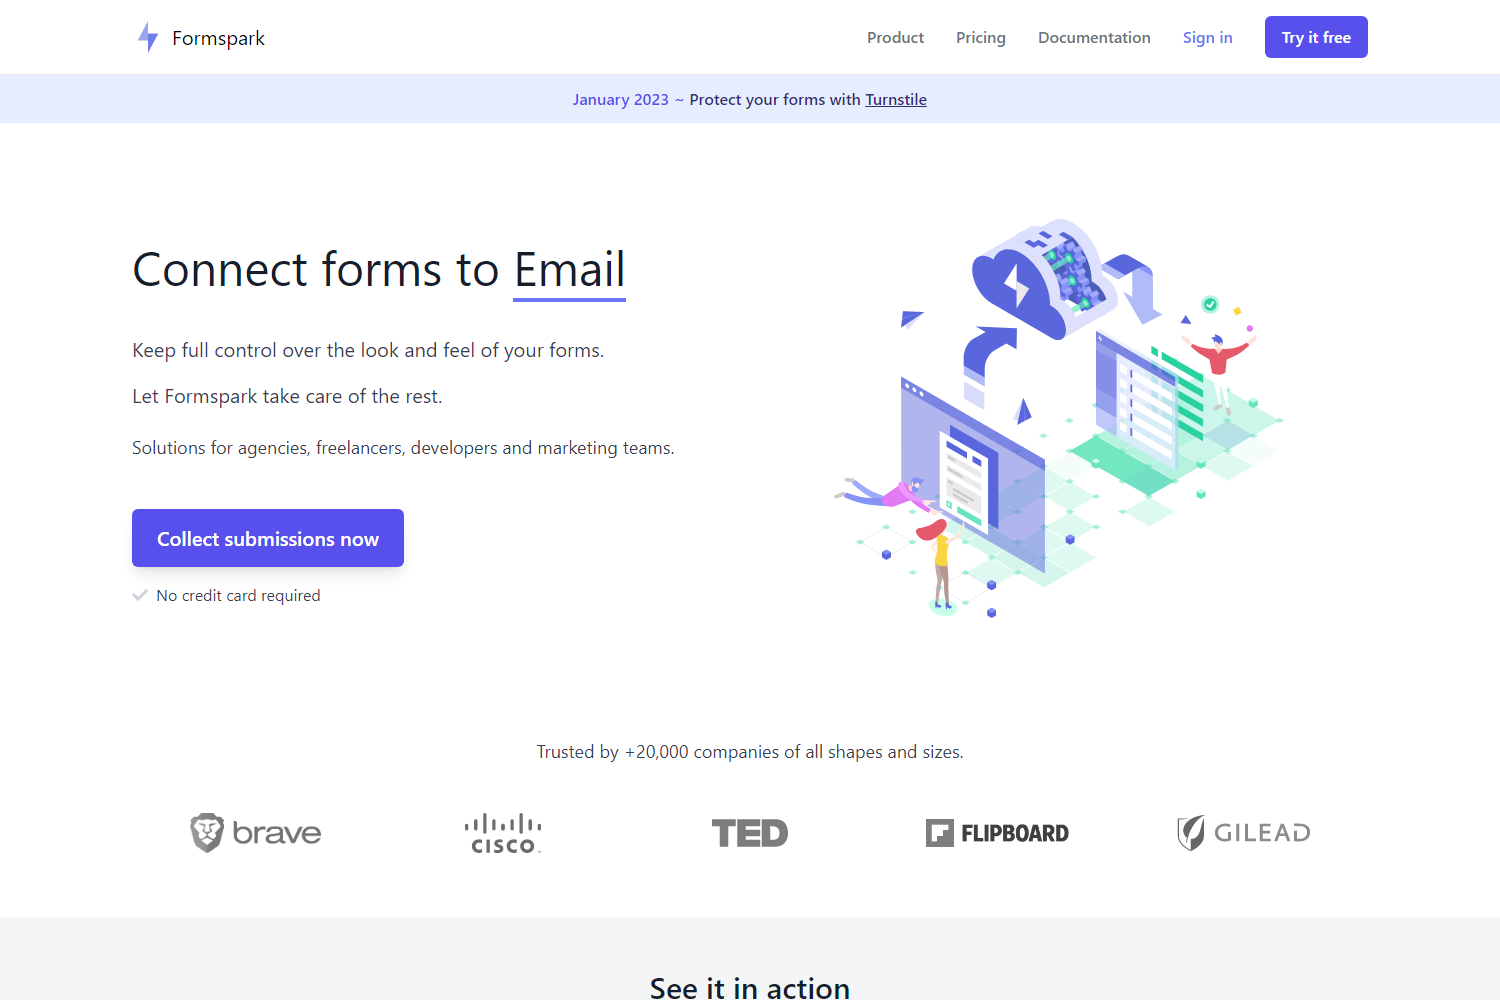 Formspark
Product
Pricing
Documentation
Sign in
Try it free
January 2023 ~ Protect your forms with Turnstile
Connect forms to Email
Keep full control over the look and feel of your forms.
Let Formspark take care of the rest.
Solutions for agencies, freelancers, developers and marketing teams.
Collect submissions now
No credit card required
Trusted by +20,000 companies of all shapes and sizes.
brave
CISCO
TED
FLIPBOARD
GILEAD
See it in action